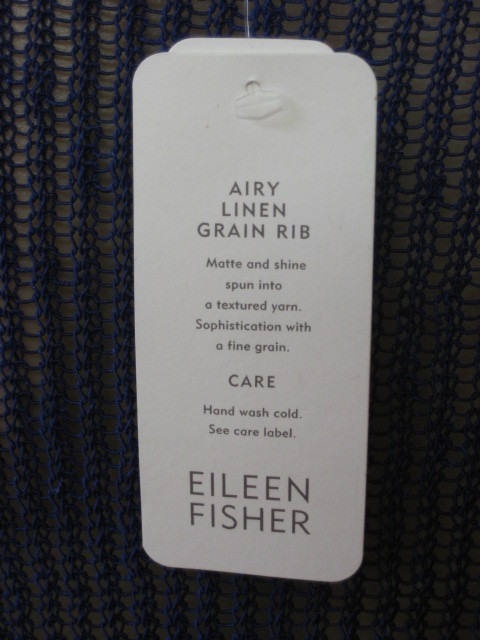 AIRY
LINEN
GRAIN RIB
Matte and shine
spun into
a textured yarn.
Sophistication with
a fine grain.
CARE
Hand wash cold.
See care label.
EILEEN
FISHER